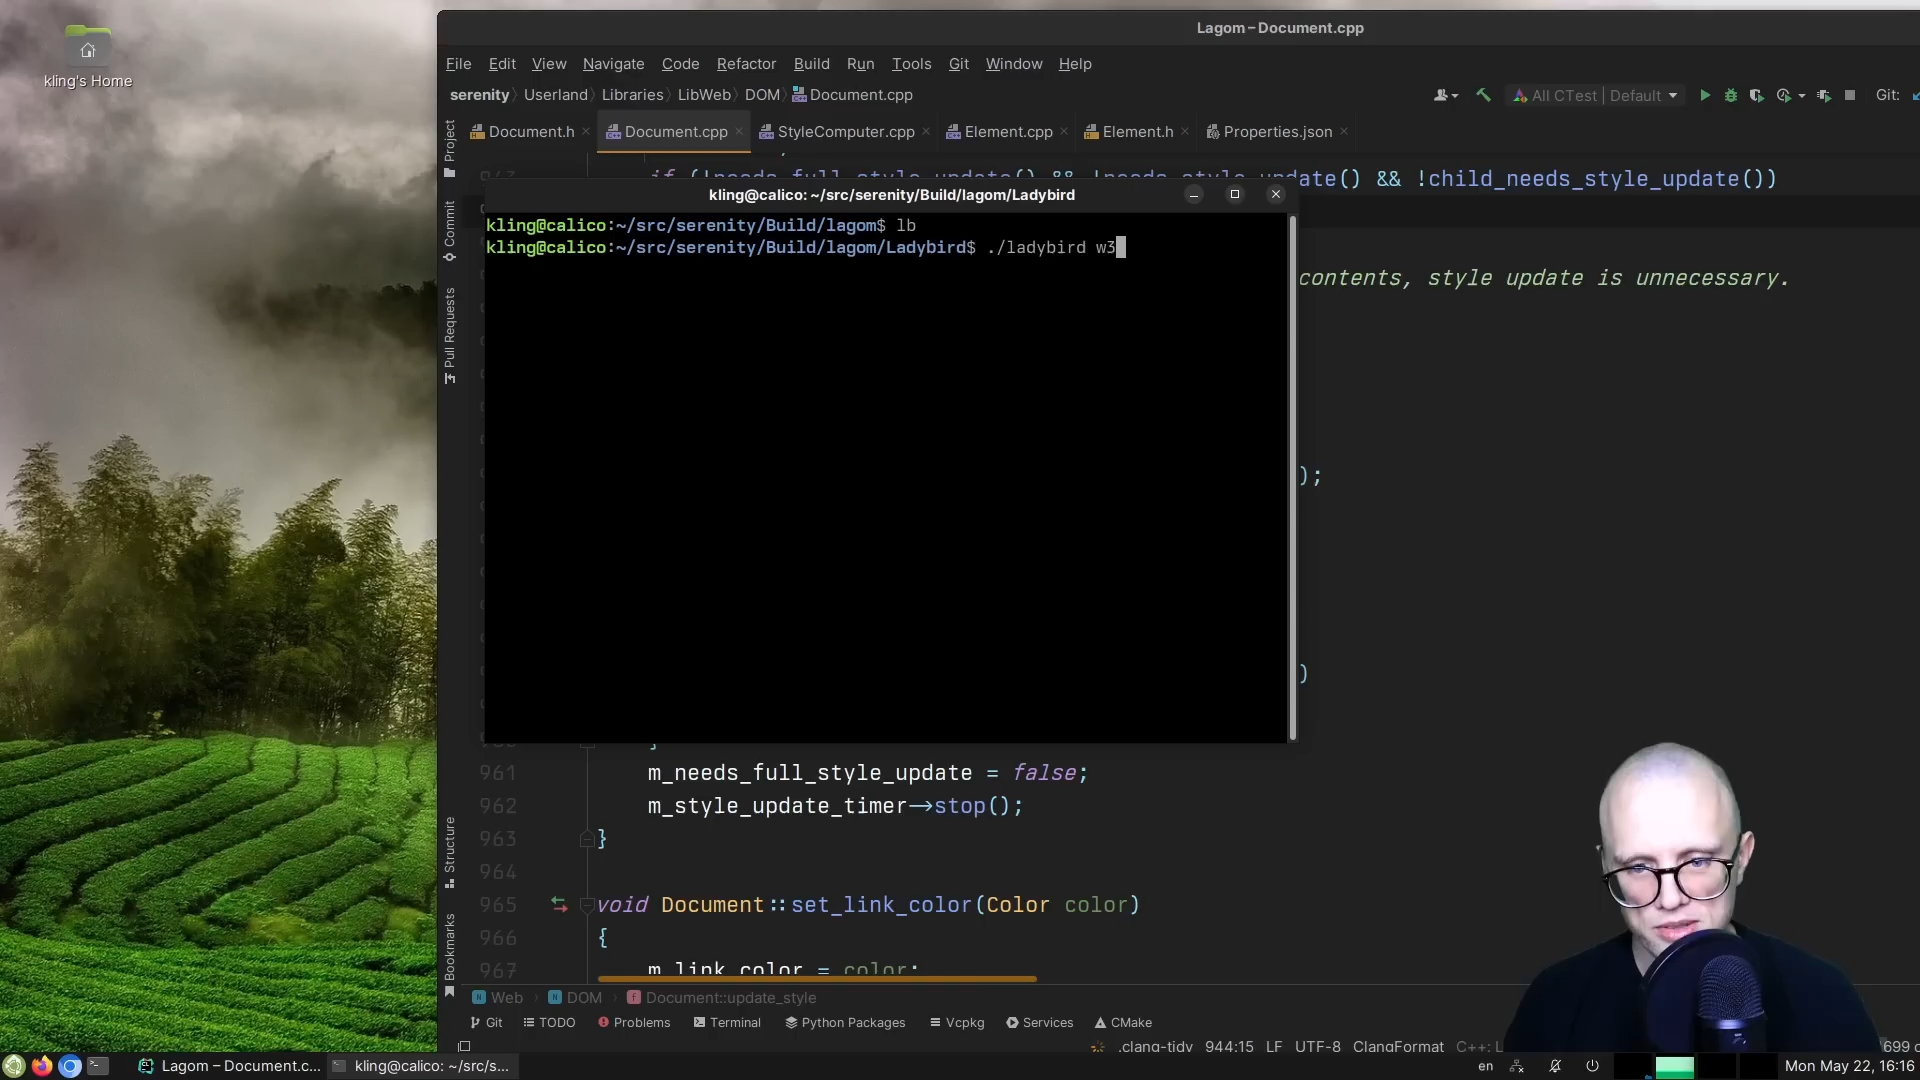 kling's Home
Lagom – Document.cpp
File Edit View Navigate Code Refactor Build Run Tools Git Window Help
serenity Userland Libraries LibWeb DOM Document.cpp
All CTest | Default
Git:
Document.h Document.cpp StyleComputer.cpp Element.cpp Element.h Properties.json
Project
Commit
Pull Requests
Structure
Bookmarks
kling@calico: ~/src/serenity/Build/lagom/Ladybird
kling@calico:~/src/serenity/Build/lagom$ lb
kling@calico:~/src/serenity/Build/lagom/Ladybird$ ./ladybird w3
if (!needs_full_style_update() && !needs_style_update() && !child_needs_style_update())
contents, style update is unnecessary.
);
)
}
961 m_needs_full_style_update = false;
962 m_style_update_timer->stop();
963 }
964
965 void Document::set_link_color(Color color)
966 {
967 m_link_color = color;
Web DOM Document::update_style
Git TODO Problems Terminal Python Packages Vcpkg Services CMake
.clang-tidy 944:15 LF UTF-8 ClangFormat C++: L
Lagom – Document.c... kling@calico: ~/src/s...
en
Mon May 22, 16:16